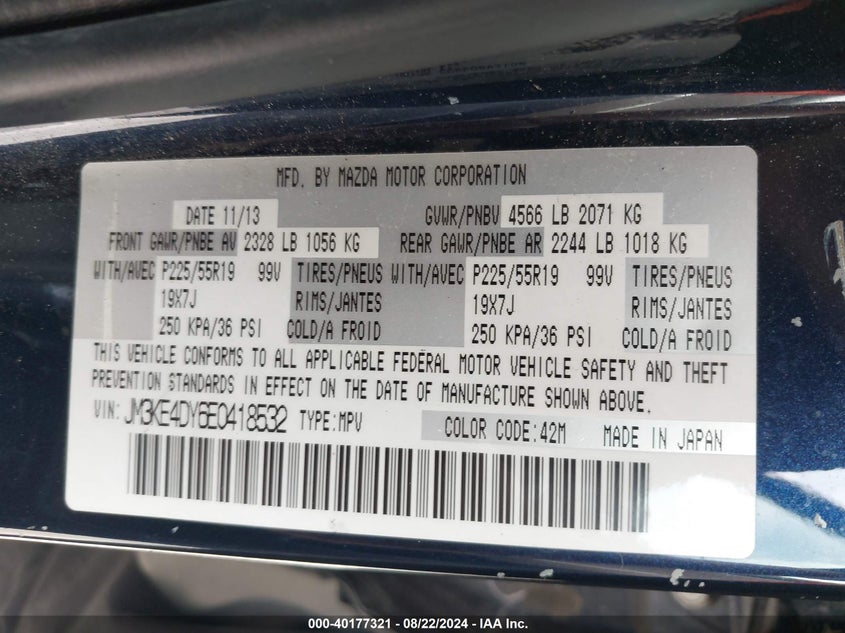 MFD. BY MAZDA MOTOR CORPORATION
DATE 11/13 GVWR/PNBV 4566 LB 2071 KG
FRONT GAWR/PNBE AV 2328 LB 1056 KG REAR GAWR/PNBE AR 2244 LB 1018 KG
WITH/AVEC P225/55R19 99V TIRES/PNEUS WITH/AVEC P225/55R19 99V TIRES/PNEUS
19X7J RIMS/JANTES 19X7J RIMS/JANTES
250 KPA/36 PSI COLD/A FROID 250 KPA/36 PSI COLD/A FROID
THIS VEHICLE CONFORMS TO ALL APPLICABLE FEDERAL MOTOR VEHICLE SAFETY AND THEFT
PREVENTION STANDARDS IN EFFECT ON THE DATE OF MANUFACTURE SHOWN ABOVE.
VIN: JM3KE4DY6E0418532 TYPE:MPV COLOR CODE:42M MADE IN JAPAN
000-40177321 - 08/22/2024 - IAAI Inc.